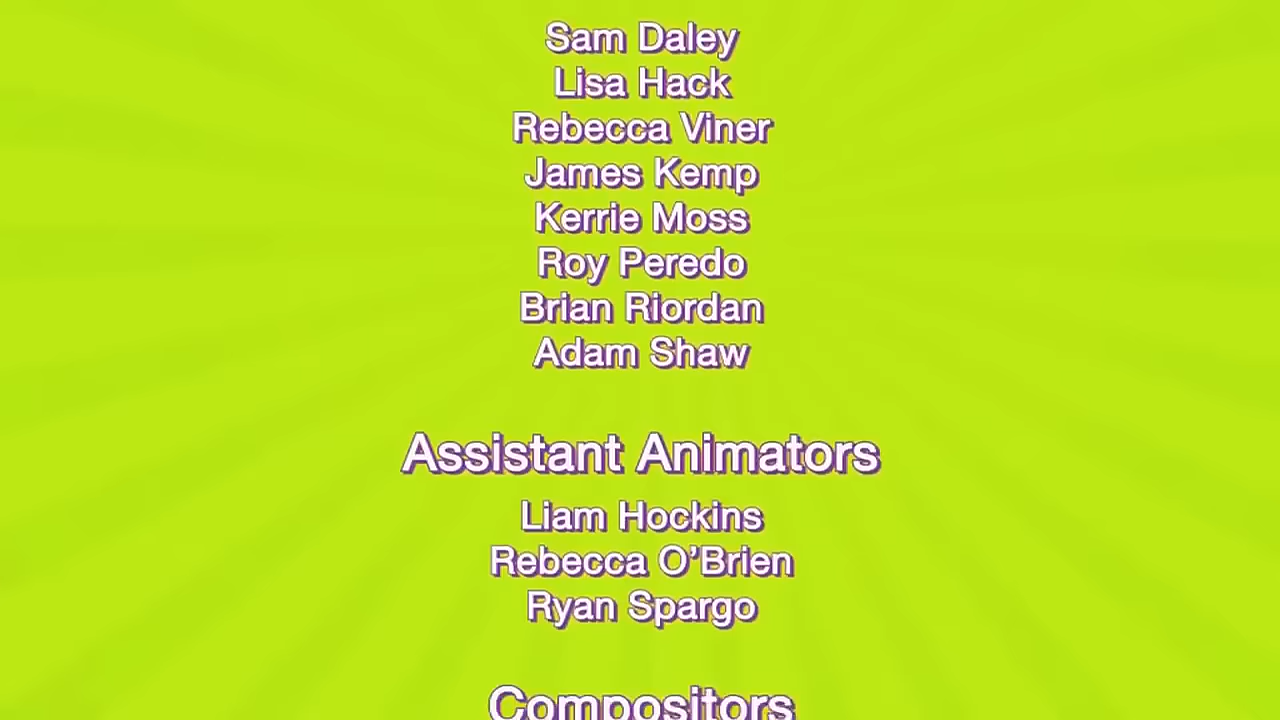 Sam Daley
Lisa Hack
Rebecca Viner
James Kemp
Kerrie Moss
Roy Peredo
Brian Riordan
Adam Shaw
Assistant Animators
Liam Hockins
Rebecca O’Brien
Ryan Spargo
Compositors